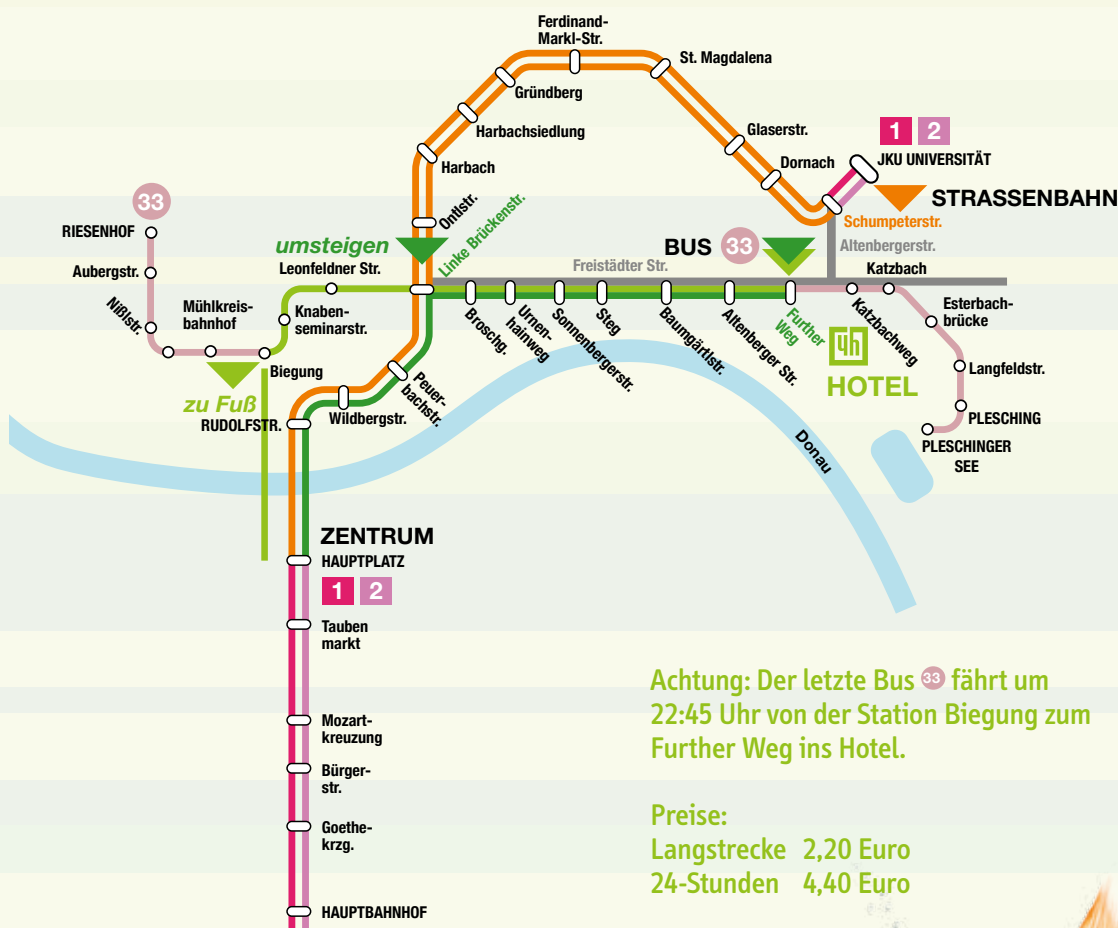 Ferdinand-
Markl-Str.
St. Magdalena
Gründberg
Harbachsiedlung
Glaserstr.
1 2
Harbach
Dornach
JKU UNIVERSITÄT
STRASSENBAHN
33
Ontlstr.
Schumpeterstr.
RIESENHOF
umsteigen
Linke Brückenstr.
BUS 33
Altenbergerstr.
Aubergstr.
Leonfeldner Str.
Freistädter Str.
Katzbach
Nißlstr.
Mühlkreis-
bahnhof
Knaben-
seminarstr.
Broschg.
Urnen-
hainweg
Sonnenbergerstr.
Steg
Baumgärtlstr.
Altenberger Str.
Further
Weg
Katzbachweg
Esterbach-
brücke
Biegung
Peuer-
bachstr.
HOTEL
Langfeldstr.
zu Fuß
RUDOLFSTR.
Wildbergstr.
PLESCHING
Donau
PLESCHINGER
SEE
ZENTRUM
HAUPTPLATZ
1 2
Tauben
markt
Mozart-
kreuzung
Bürger-
str.
Goethe-
krzg.
HAUPTBAHNHOF
Achtung: Der letzte Bus 33 fährt um
22:45 Uhr von der Station Biegung zum
Further Weg ins Hotel.
Preise:
Langstrecke 2,20 Euro
24-Stunden 4,40 Euro